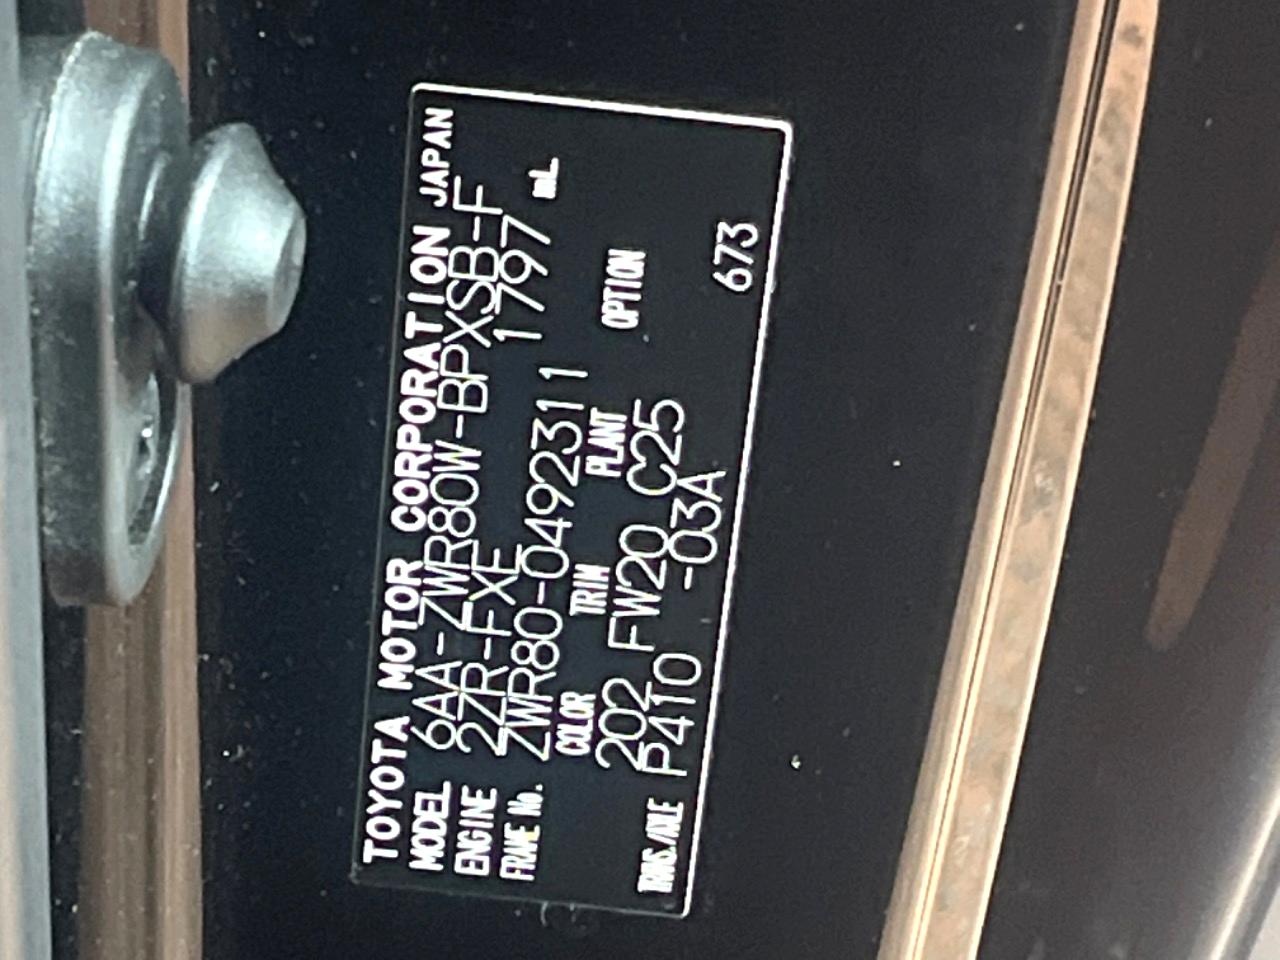 TOYOTA MOTOR CORPORATION JAPAN
MODEL 6AA-ZWR80W-BPXSB-F
ENGINE 2ZR-FXE 1797 mL
FRAME No. ZWR80-0492311
COLOR TRIM PLANT OPTION
202 FW20 C25
TRANS./AXLE P410 -03A 673